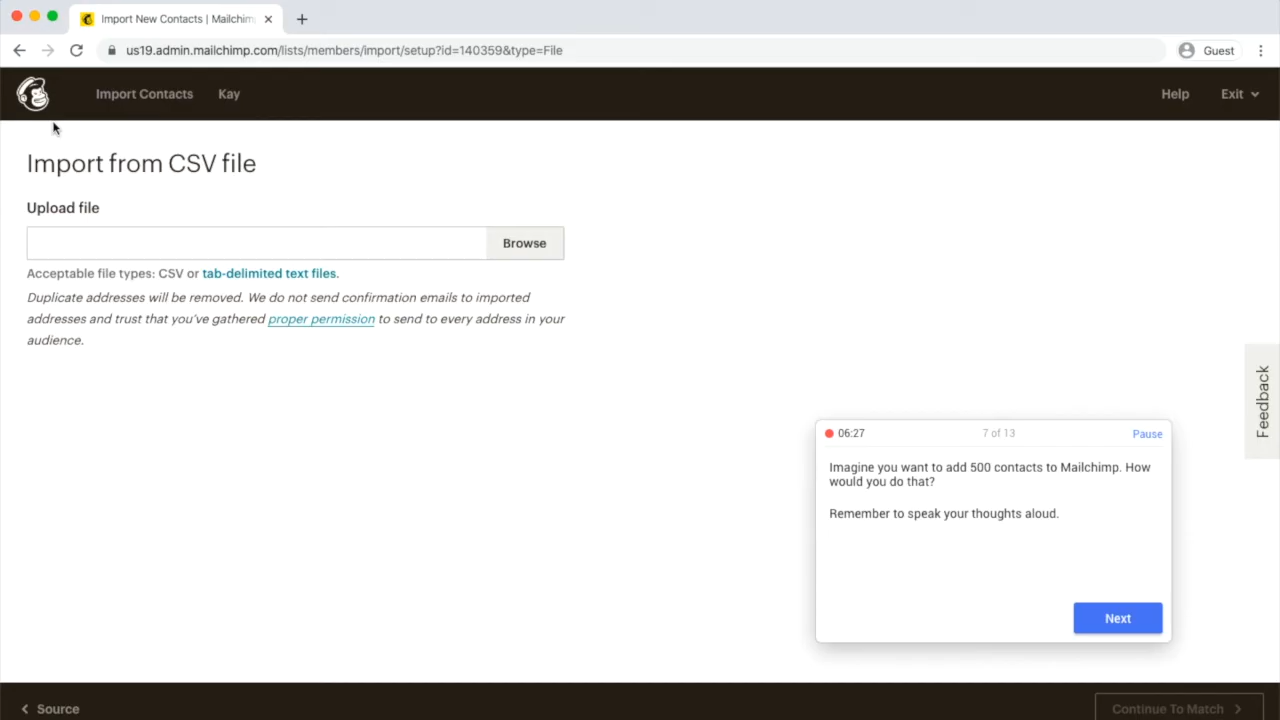 Import New Contacts | Mailchim
us19.admin.mailchimp.com/lists/members/import/setup?id=140359&type=File
Guest
Import Contacts
Kay
Help
Exit
Import from CSV file
Upload file
Browse
Acceptable file types: CSV or tab-delimited text files.
Duplicate addresses will be removed. We do not send confirmation emails to imported
addresses and trust that you've gathered proper permission to send to every address in your
audience.
Feedback
06:27
7 of 13
Pause
Imagine you want to add 500 contacts to Mailchimp. How
would you do that?
Remember to speak your thoughts aloud.
Next
Source
Continue To Match